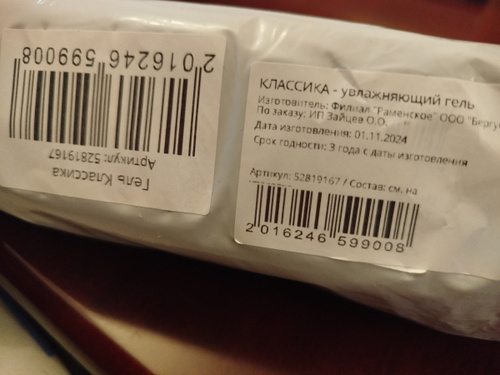 2 016246 599008
Артикул: 52819167
Гель Классика
КЛАССИКА - увлажняющий гель
Изготовитель: Филиал "Раменское" ООО
По заказу: ИП Зайцев О.О.
Дата изготовления: 01.11.2024
Срок годности: 3 года с даты изготовления
Артикул: 52819167 / Состав: см. на
2 016246 599008